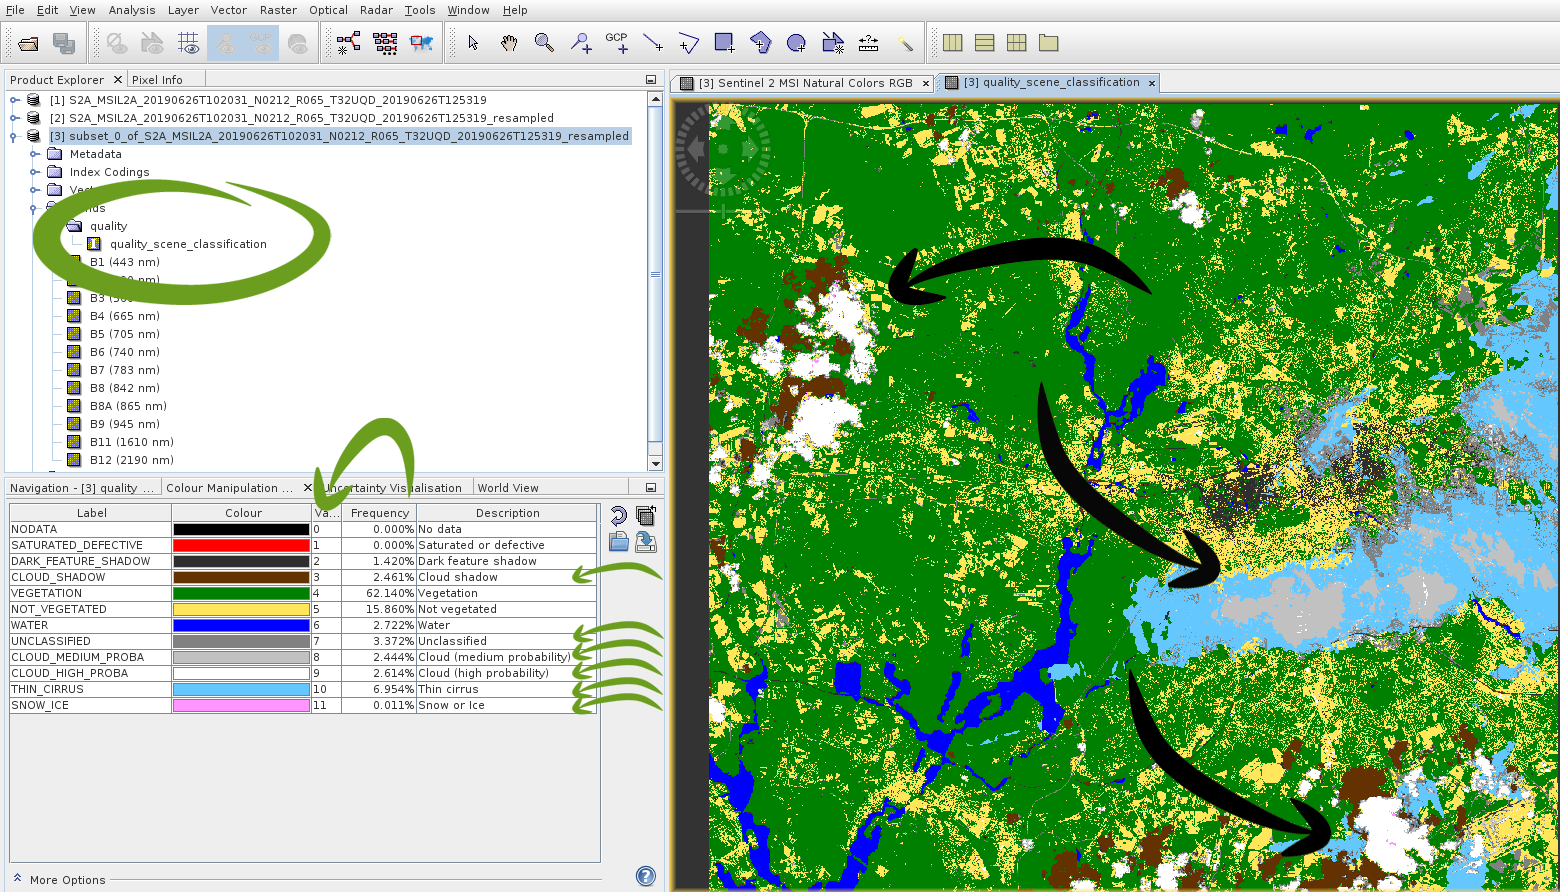 File Edit View Analysis Layer Vector Raster Optical Radar Tools Window Help
GCP GCP
Product Explorer × Pixel Info
[1] S2A_MSIL2A_20190626T102031_N0212_R065_T32UQD_20190626T125319
[2] S2A_MSIL2A_20190626T102031_N0212_R065_T32UQD_20190626T125319_resampled
[3] subset_0_of_S2A_MSIL2A_20190626T102031_N0212_R065_T32UQD_20190626T125319_resampled
Metadata
Index Codings
quality
quality_scene_classification
B1 (443 nm)
B3
B4 (665 nm)
B5 (705 nm)
B6 (740 nm)
B7 (783 nm)
B8 (842 nm)
B8A (865 nm)
B9 (945 nm)
B11 (1610 nm)
B12 (2190 nm)
[3] Sentinel 2 MSI Natural Colors RGB × [3] quality_scene_classification ×
Navigation - [3] quality ... Colour Manipulation ... × Visualisation World View
Label Colour Va... Frequency Description
NODATA 0 0.000% No data
SATURATED_DEFECTIVE 1 0.000% Saturated or defective
DARK_FEATURE_SHADOW 2 1.420% Dark feature shadow
CLOUD_SHADOW 3 2.461% Cloud shadow
VEGETATION 4 62.140% Vegetation
NOT_VEGETATED 5 15.860% Not vegetated
WATER 6 2.722% Water
UNCLASSIFIED 7 3.372% Unclassified
CLOUD_MEDIUM_PROBA 8 2.444% Cloud (medium probability)
CLOUD_HIGH_PROBA 9 2.614% Cloud (high probability)
THIN_CIRRUS 10 6.954% Thin cirrus
SNOW_ICE 11 0.011% Snow or Ice
More Options